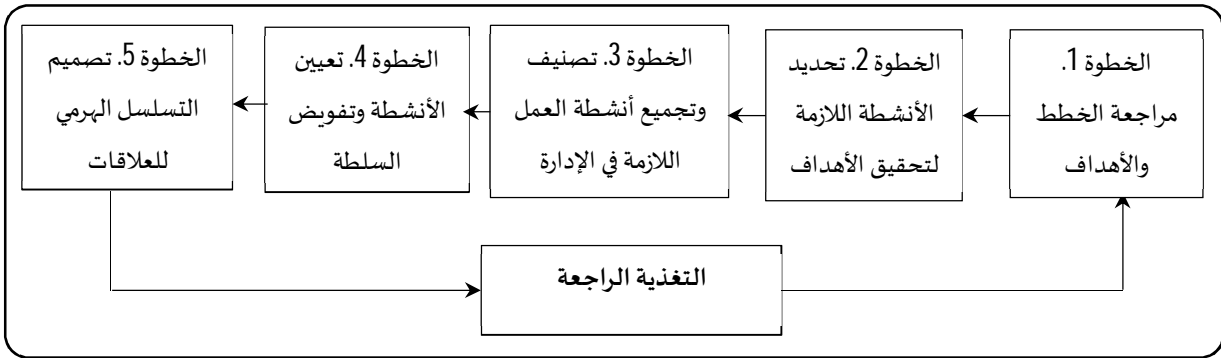 الخطوة 1.
مراجعة الخطط
والأهداف
الخطوة 2. تحديد
الأنشطة اللازمة
لتحقيق الأهداف
الخطوة 3. تصنيف
وتجميع أنشطة العمل
اللازمة في الإدارة
الخطوة 4. تعيين
الأنشطة وتفويض
السلطة
الخطوة 5. تصميم
التسلسل الهرمي
للعلاقات
التغذية الراجعة